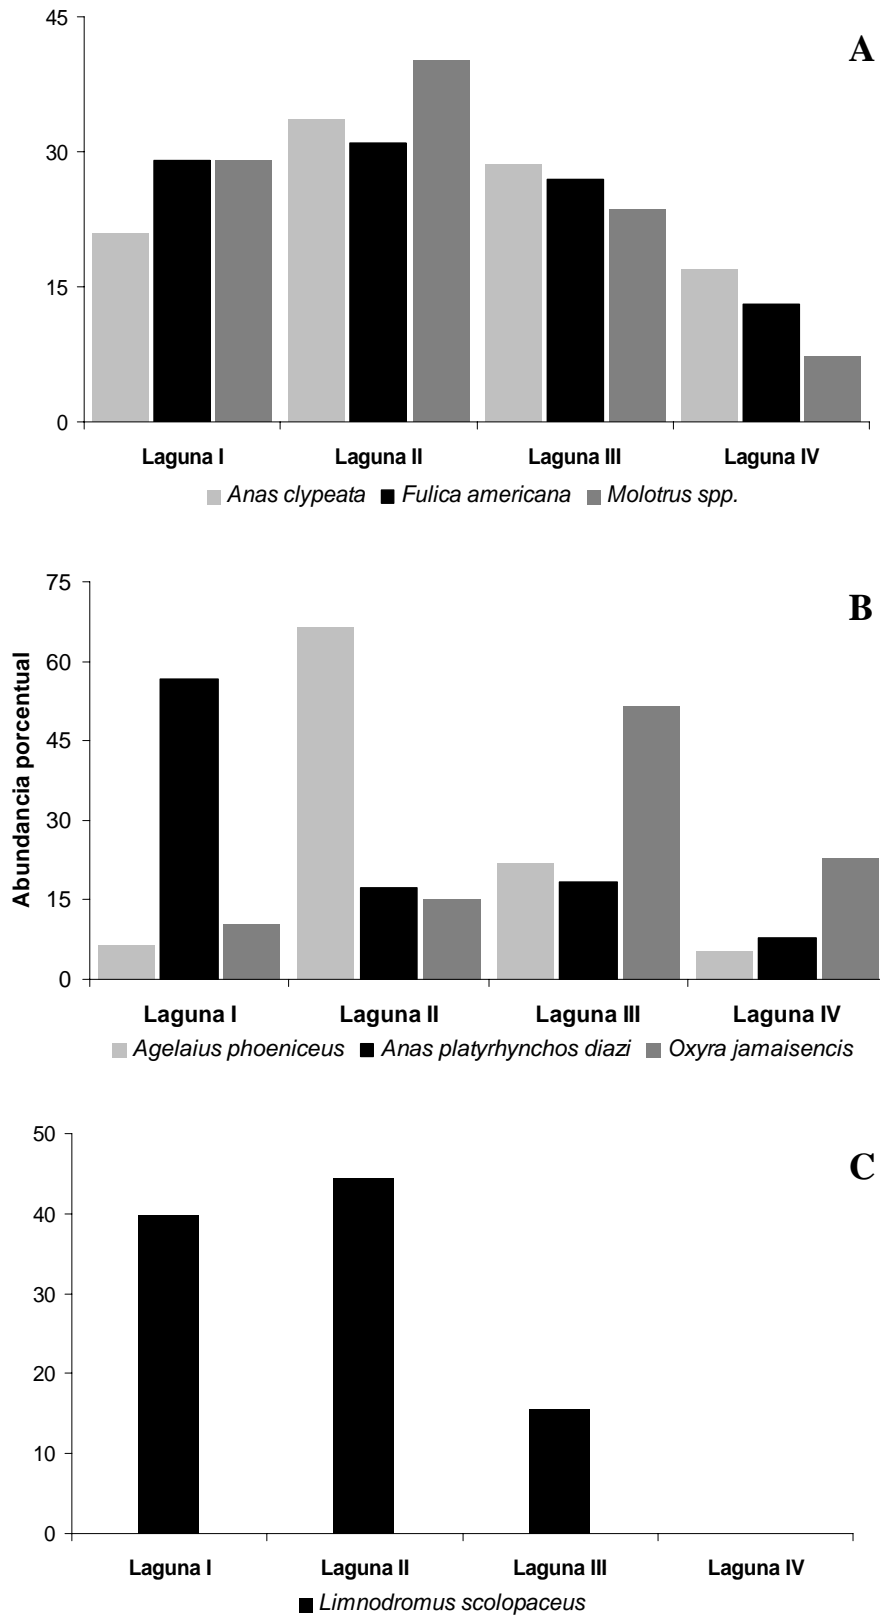 45
A
30
15
0
Laguna I Laguna II Laguna III Laguna IV
Anas clypeata Fulica americana Molotrus spp.
75
B
60
45
30
15
0
Abundancia porcentual
Laguna I Laguna II Laguna III Laguna IV
Agelaius phoeniceus Anas platyrhynchos diazi Oxyra jamaisencis
50
C
40
30
20
10
0
Laguna I Laguna II Laguna III Laguna IV
Limnodromus scolopaceus